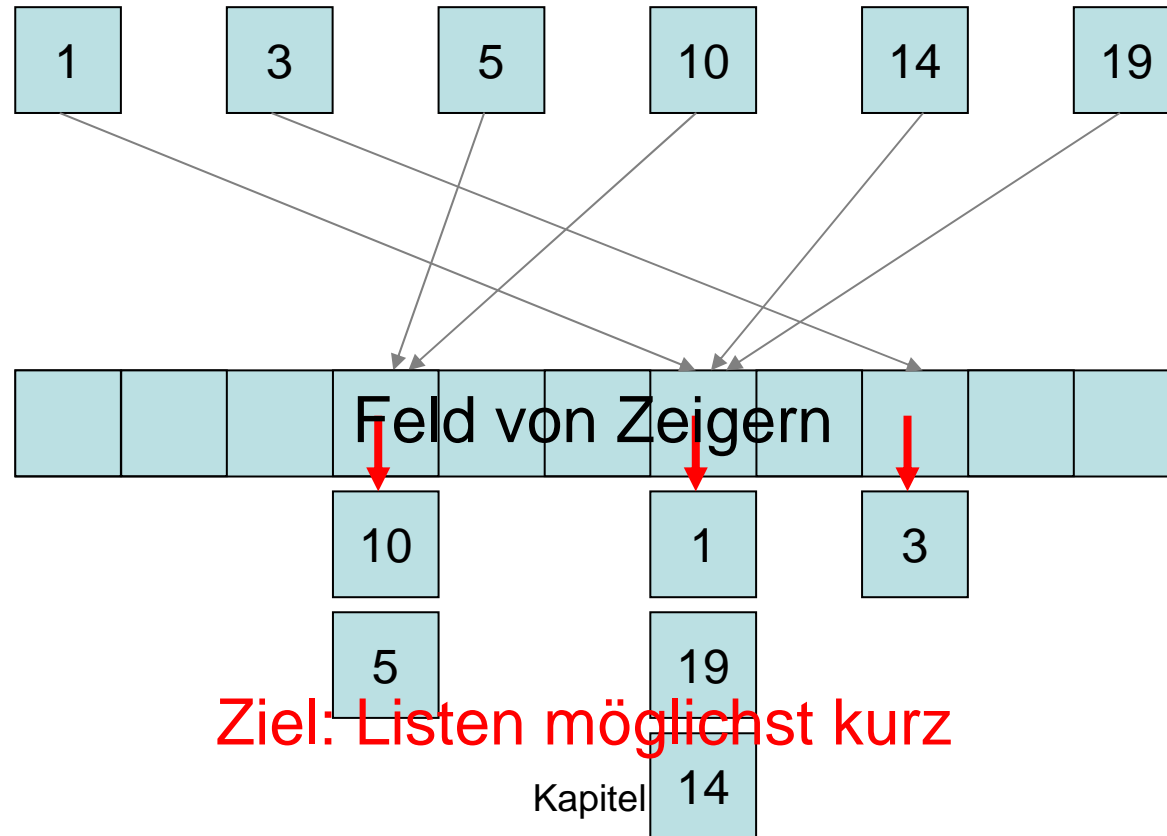 1 3 5 10 14 19
Feld von Zeigern
10 1 3
5 19
Ziel: Listen möglichst kurz
Kapitel 14